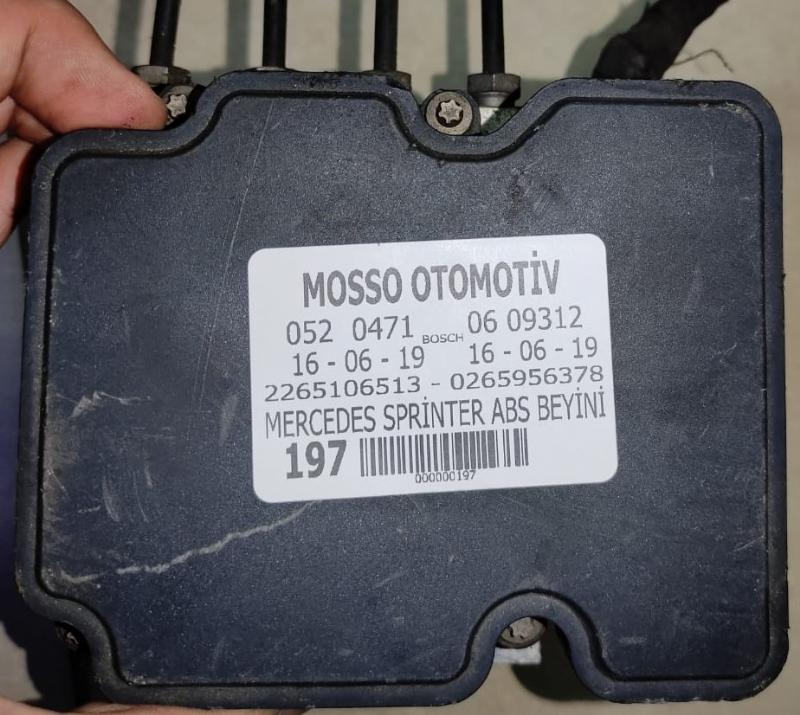 MOSSO OTOMOTİV
052 0471 BOSCH 06 09312
16 - 06 - 19 16 - 06 - 19
2265106513 - 0265956378
MERCEDES SPRİNTER ABS BEYİNİ
197
000000197